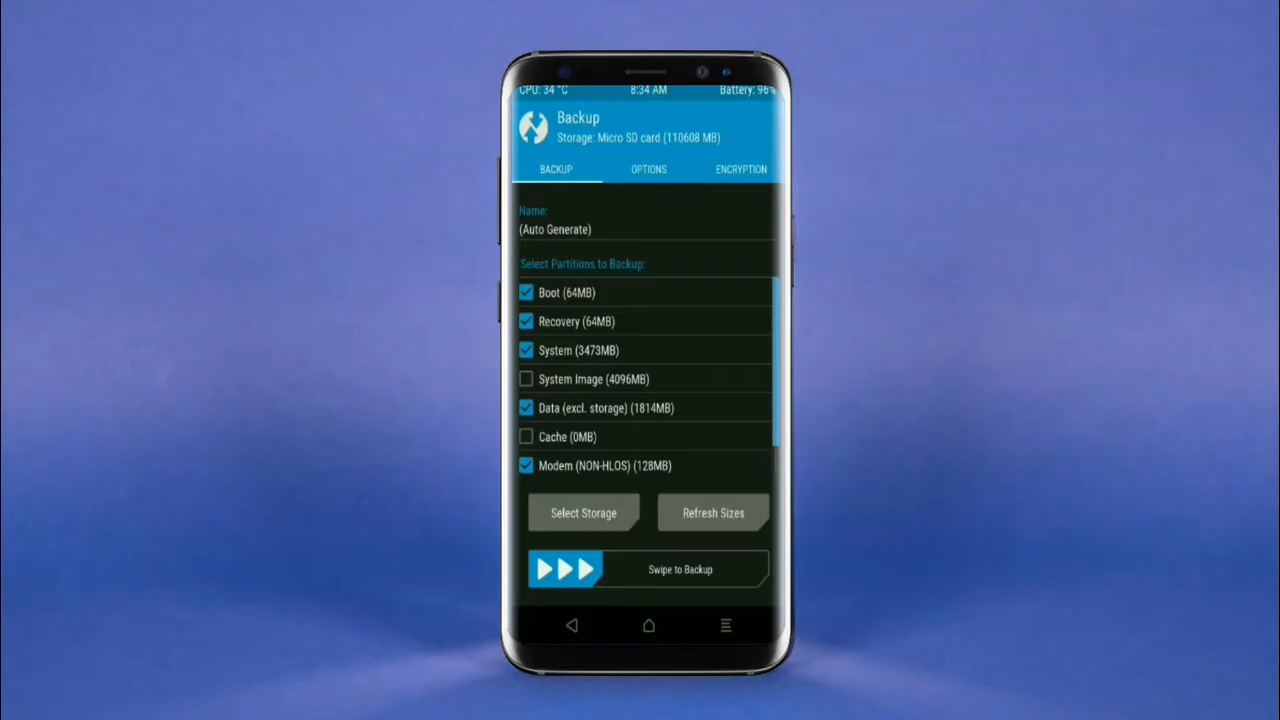 CPU: 34 °C 8:34 AM Battery: 96%
Backup
Storage: Micro SD card (110608 MB)
BACKUP OPTIONS ENCRYPTION
Name:
(Auto Generate)
Select Partitions to Backup:
Boot (64MB)
Recovery (64MB)
System (3473MB)
System Image (4096MB)
Data (excl. storage) (1814MB)
Cache (0MB)
Modem (NON-HLOS) (128MB)
Select Storage Refresh Sizes
Swipe to Backup